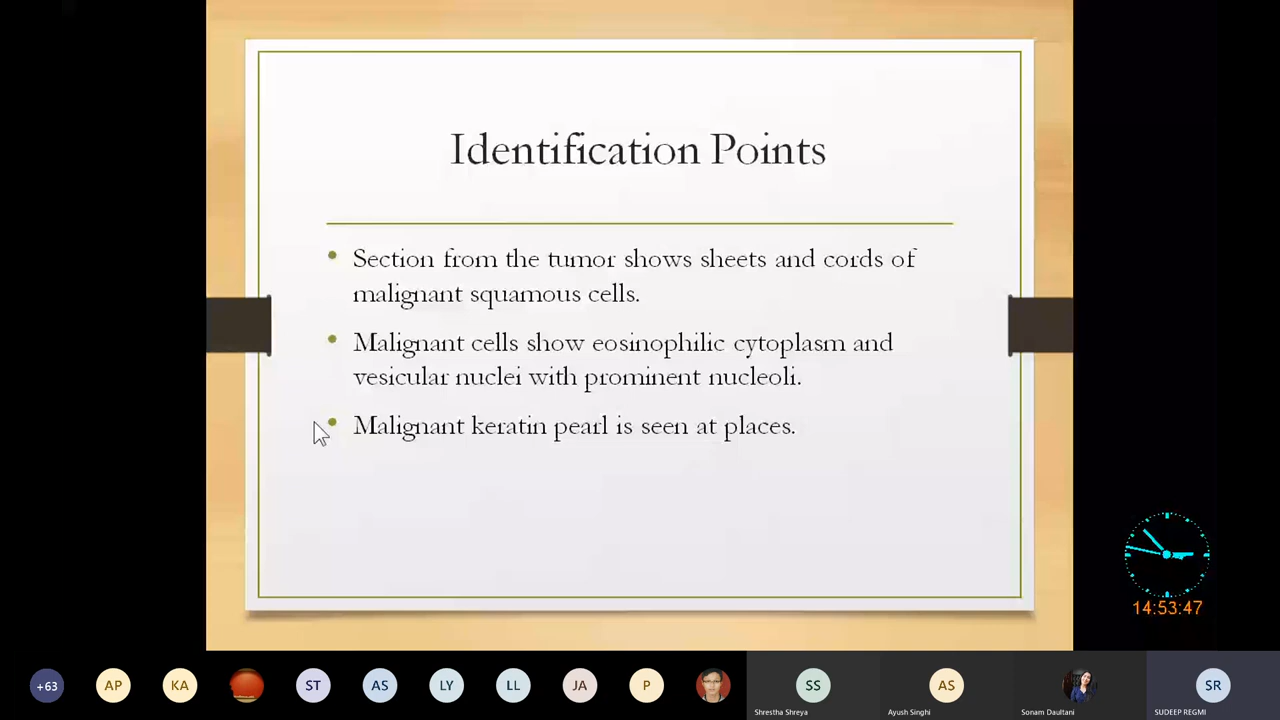 Identification Points
• Section from the tumor shows sheets and cords of
malignant squamous cells.
• Malignant cells show eosinophilic cytoplasm and
vesicular nuclei with prominent nucleoli.
• Malignant keratin pearl is seen at places.
14:53:47
+63 AP KA ST AS LY LL JA P SS AS SR
Shrestha Shreya Ayush Singhi Sonam Daultani SUDEEP REGMI